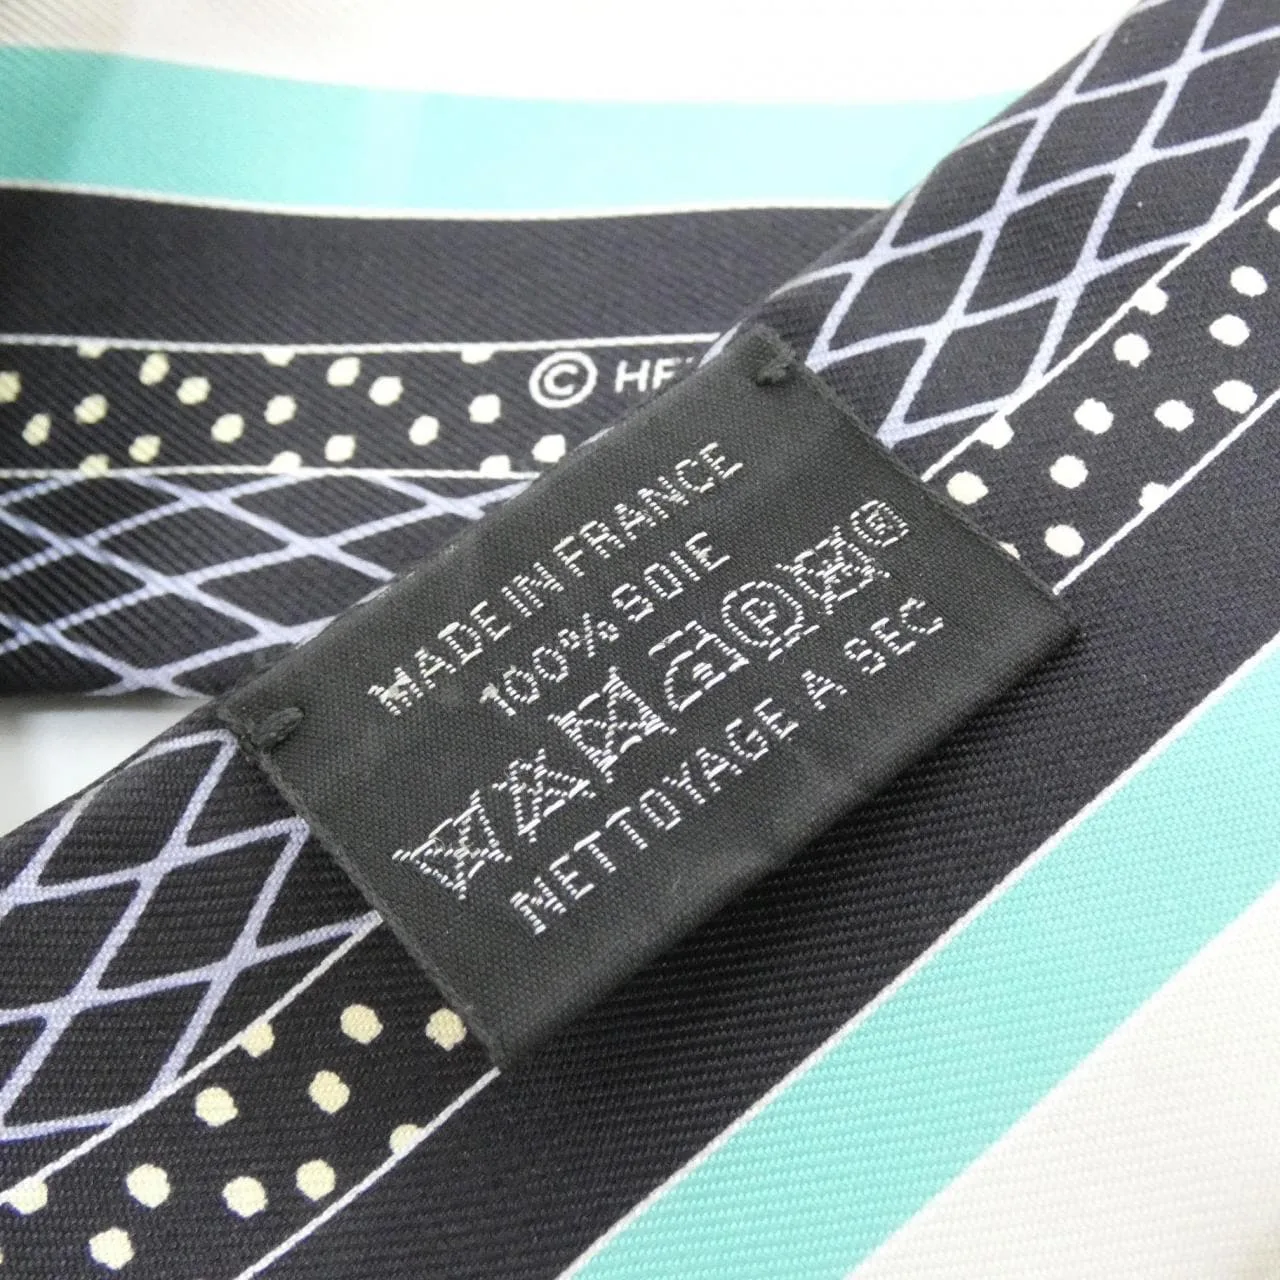 © HE
MADE IN FRANCE
100% SOIE
NETTOYAGE A SEC